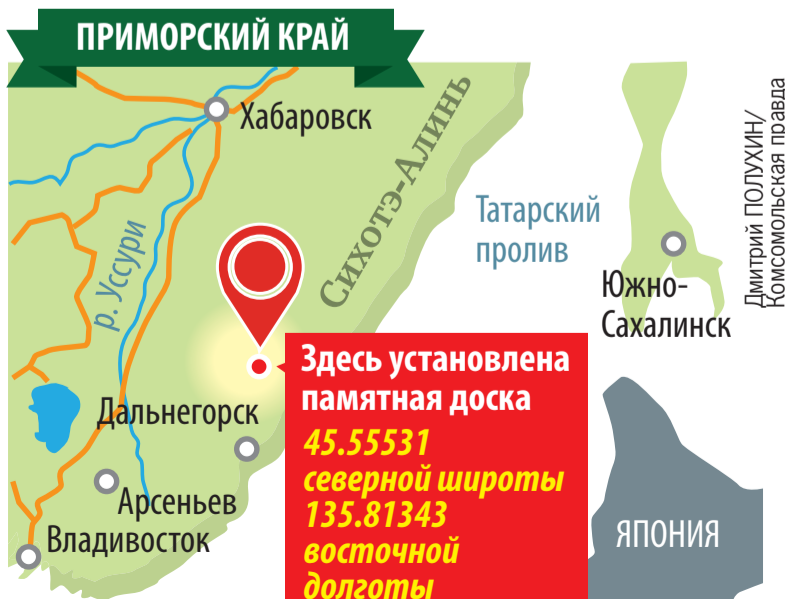 ПРИМОРСКИЙ КРАЙ
Хабаровск
Сихотэ-Алинь
р. Уссури
Татарский
пролив
Южно-
Сахалинск
Дмитрий ПОЛУХИН/
Комсомольская правда
Здесь установлена
памятная доска
45.55531
северной широты
135.81343
восточной
долготы
Дальнегорск
Арсеньев
Владивосток
ЯПОНИЯ